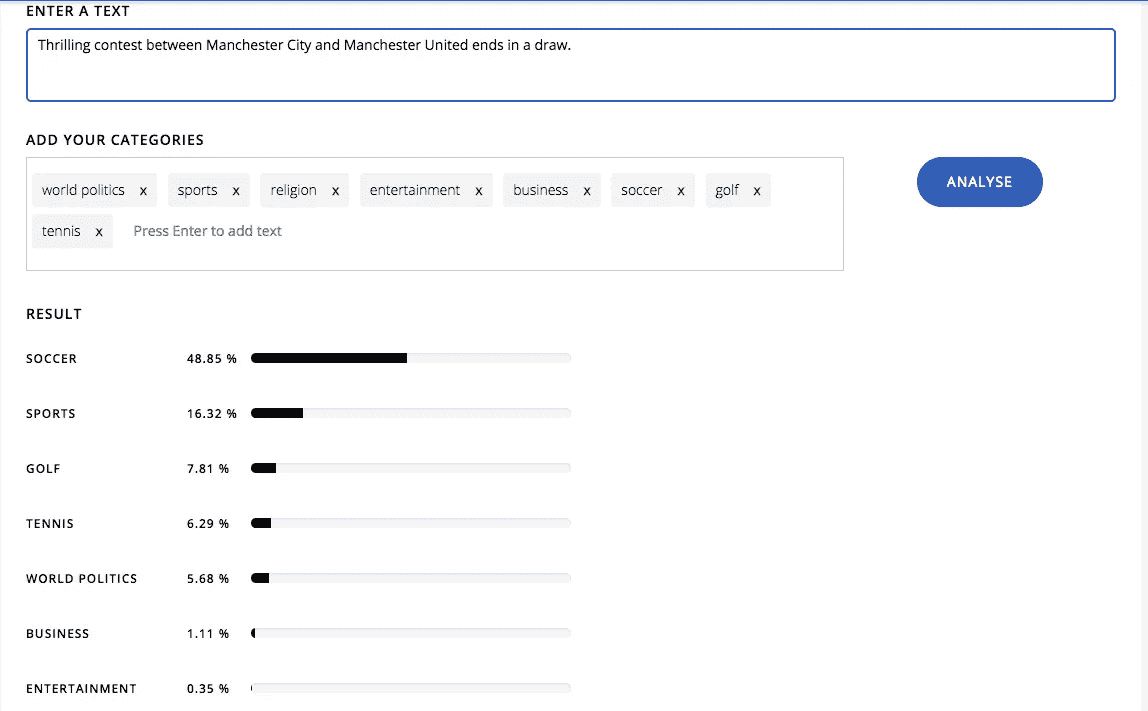 ENTER A TEXT
Thrilling contest between Manchester City and Manchester United ends in a draw.
ADD YOUR CATEGORIES
world politics x sports x religion x entertainment x business x soccer x golf x
ANALYSE
tennis x Press Enter to add text
RESULT
SOCCER 48.85 %
SPORTS 16.32 %
GOLF 7.81 %
TENNIS 6.29 %
WORLD POLITICS 5.68 %
BUSINESS 1.11 %
ENTERTAINMENT 0.35 %